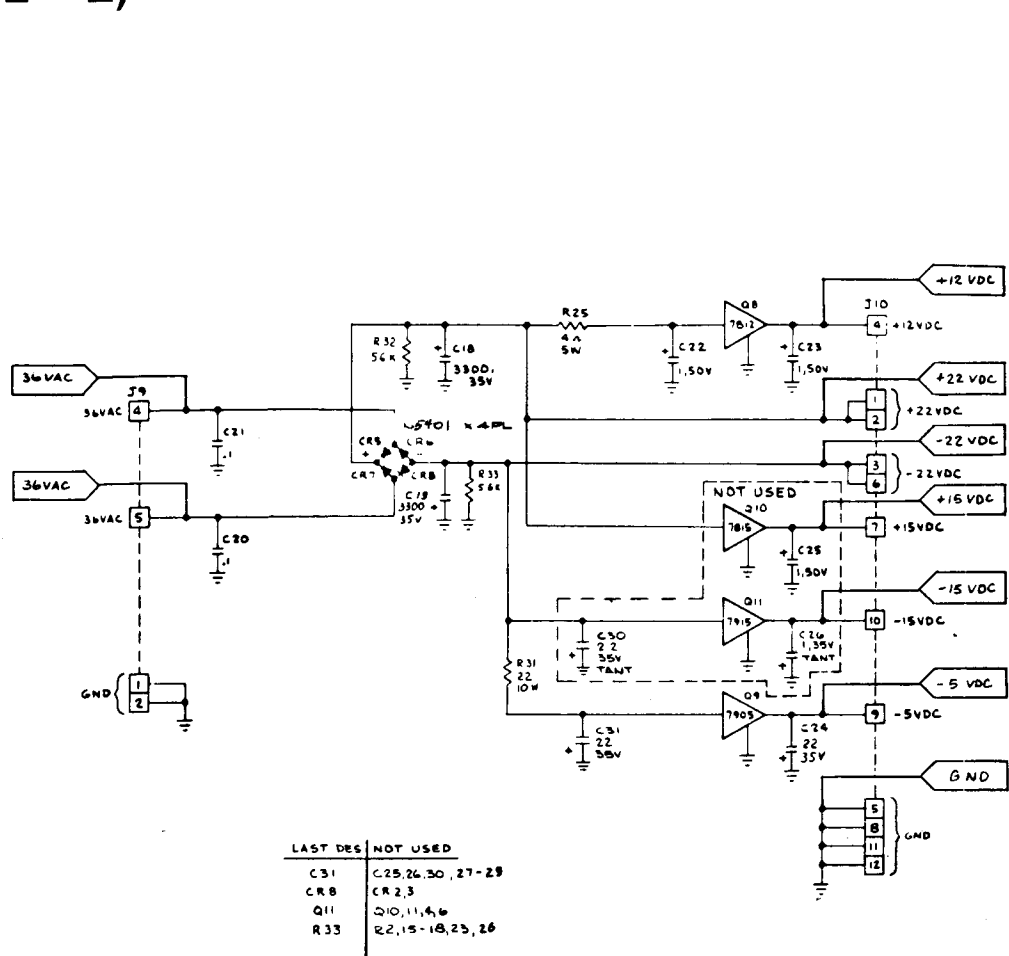 +12 VDC
J10
R25
4Ω
5W
Q8
7812
4
+12VDC
R32
56K
+
C18
3300,
35V
+
C22
1,50V
+
C23
1,50V
36VAC
J9
36VAC
4
+22 VDC
1
2
+22VDC
C21
.1
5401 x 4PL
CR5
CR6
+
CR7
CR8
-22 VDC
3
6
-22VDC
C19
3300
35V
+
R33
56K
36VAC
36VAC
5
C20
.1
NOT USED
Q10
7815
+15 VDC
7
+15VDC
+
C25
1,50V
-15 VDC
Q11
7915
10
-15VDC
C30
2.2
35V
TANT
+
C26
1,35V
TANT
+
R31
22
10W
-5 VDC
Q9
7905
9
-5VDC
C31
22
35V
+
C24
22
35V
+
GND
1
2
GND
5
8
11
12
GND
LAST DES NOT USED
C31 C25,26,30,27-29
CR8 CR2,3
Q11 Q10,11,4,6
R33 R2,15-18,23,26